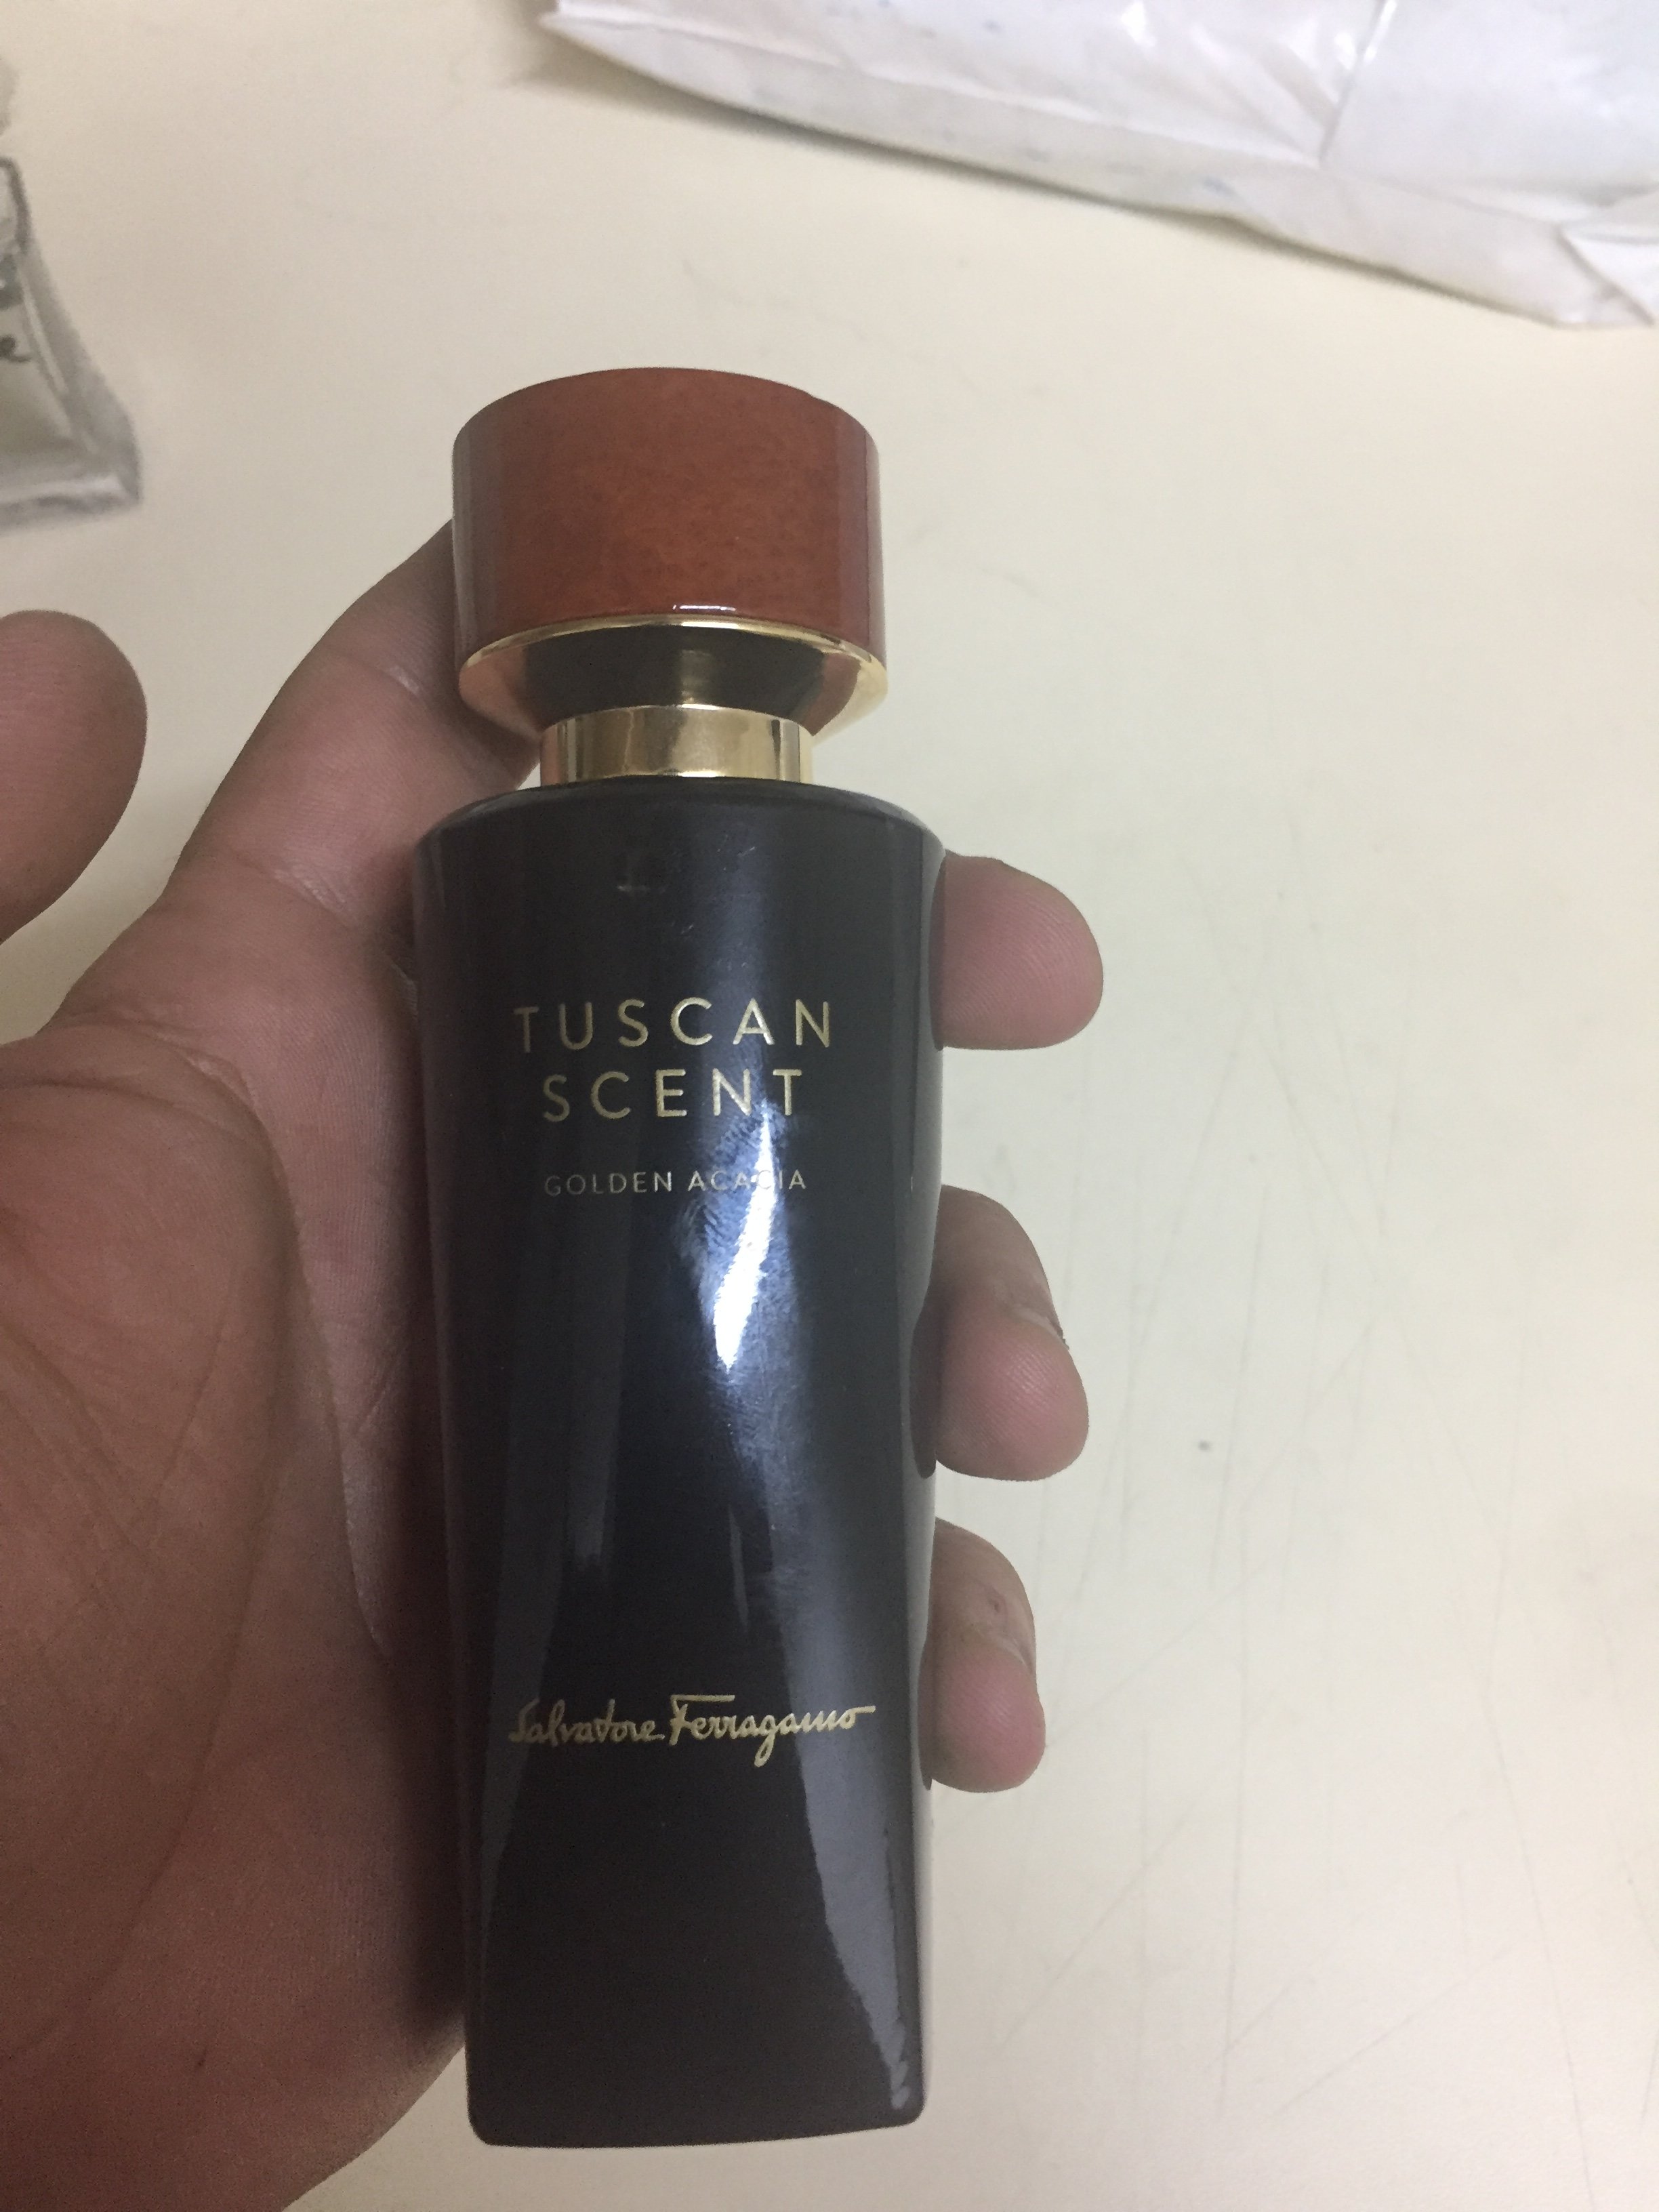 TUSCAN
SCENT
GOLDEN ACACIA
Salvatore Ferragamo